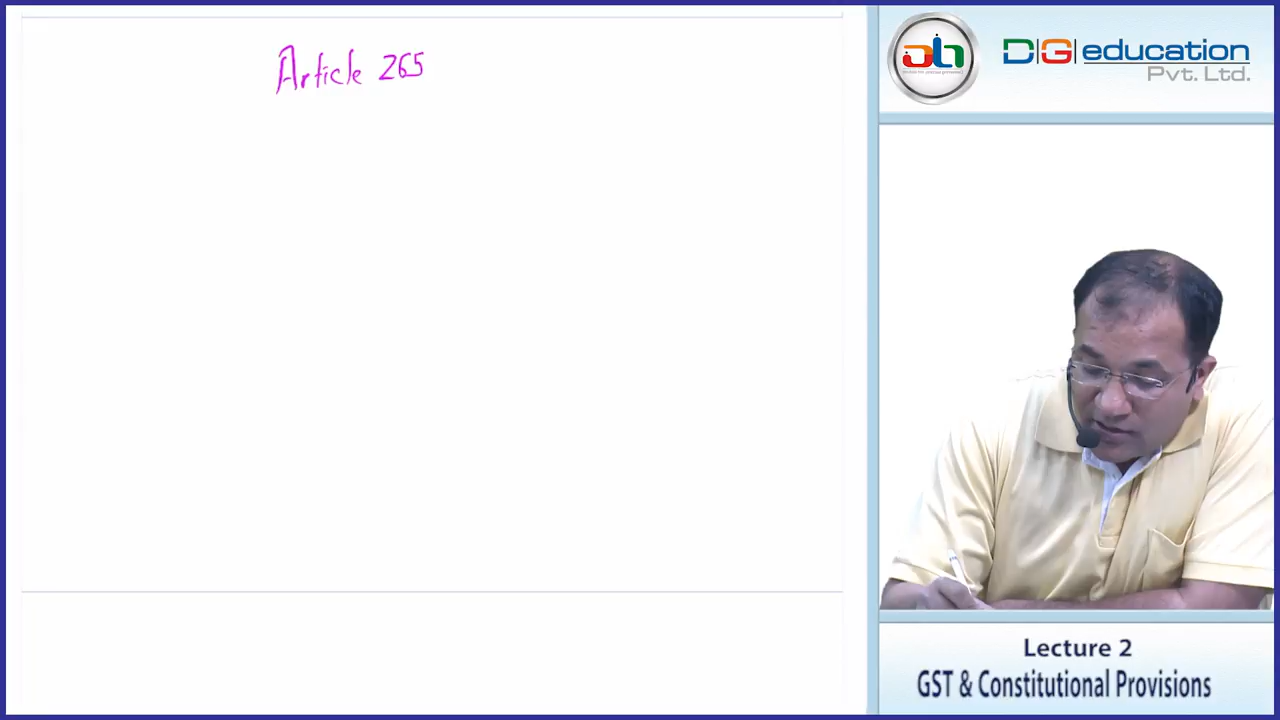 Article 265
DG education
Pvt. Ltd.
Lecture 2
GST & Constitutional Provisions